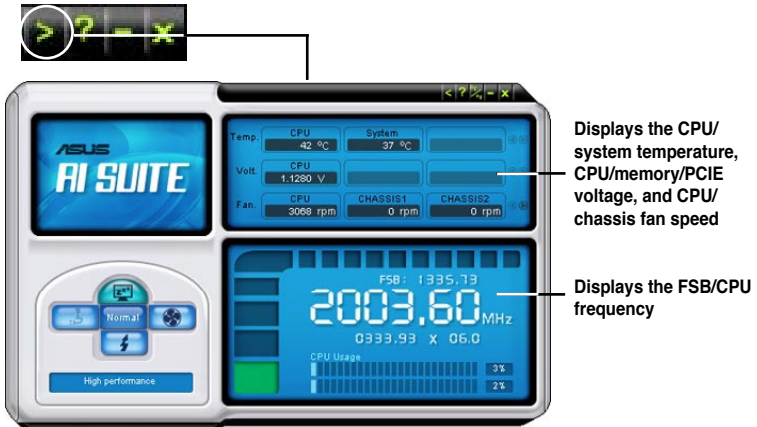 > ? - x
< ? °C/°F - x
ASUS
AI SUITE
Temp. CPU System
42 °C 37 °C
Volt. CPU
1.1280 V
Fan. CPU CHASSIS1 CHASSIS2
3068 rpm 0 rpm 0 rpm
Displays the CPU/
system temperature,
CPU/memory/PCIE
voltage, and CPU/
chassis fan speed
Normal
High performance
FSB: 1335.73
2003.60 MHz
0333.93 X 06.0
CPU Usage
3%
2%
Displays the FSB/CPU
frequency